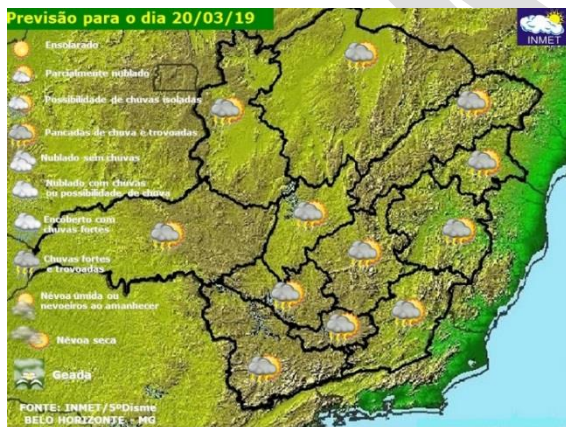 Previsão para o dia 20/03/19
INMET
Ensolarado
Parcialmente nublado
Possibilidade de chuvas isoladas
Pancadas de chuva e trovoadas
Nublado sem chuvas
Nublado com chuvas
ou possibilidade de chuva
Encoberto com
chuvas fortes
Chuvas fortes
e trovoadas
Névoa úmida ou
nevoeiros ao amanhecer
Névoa seca
Geada
FONTE: INMET/5ºDisme
BELO HORIZONTE - MG